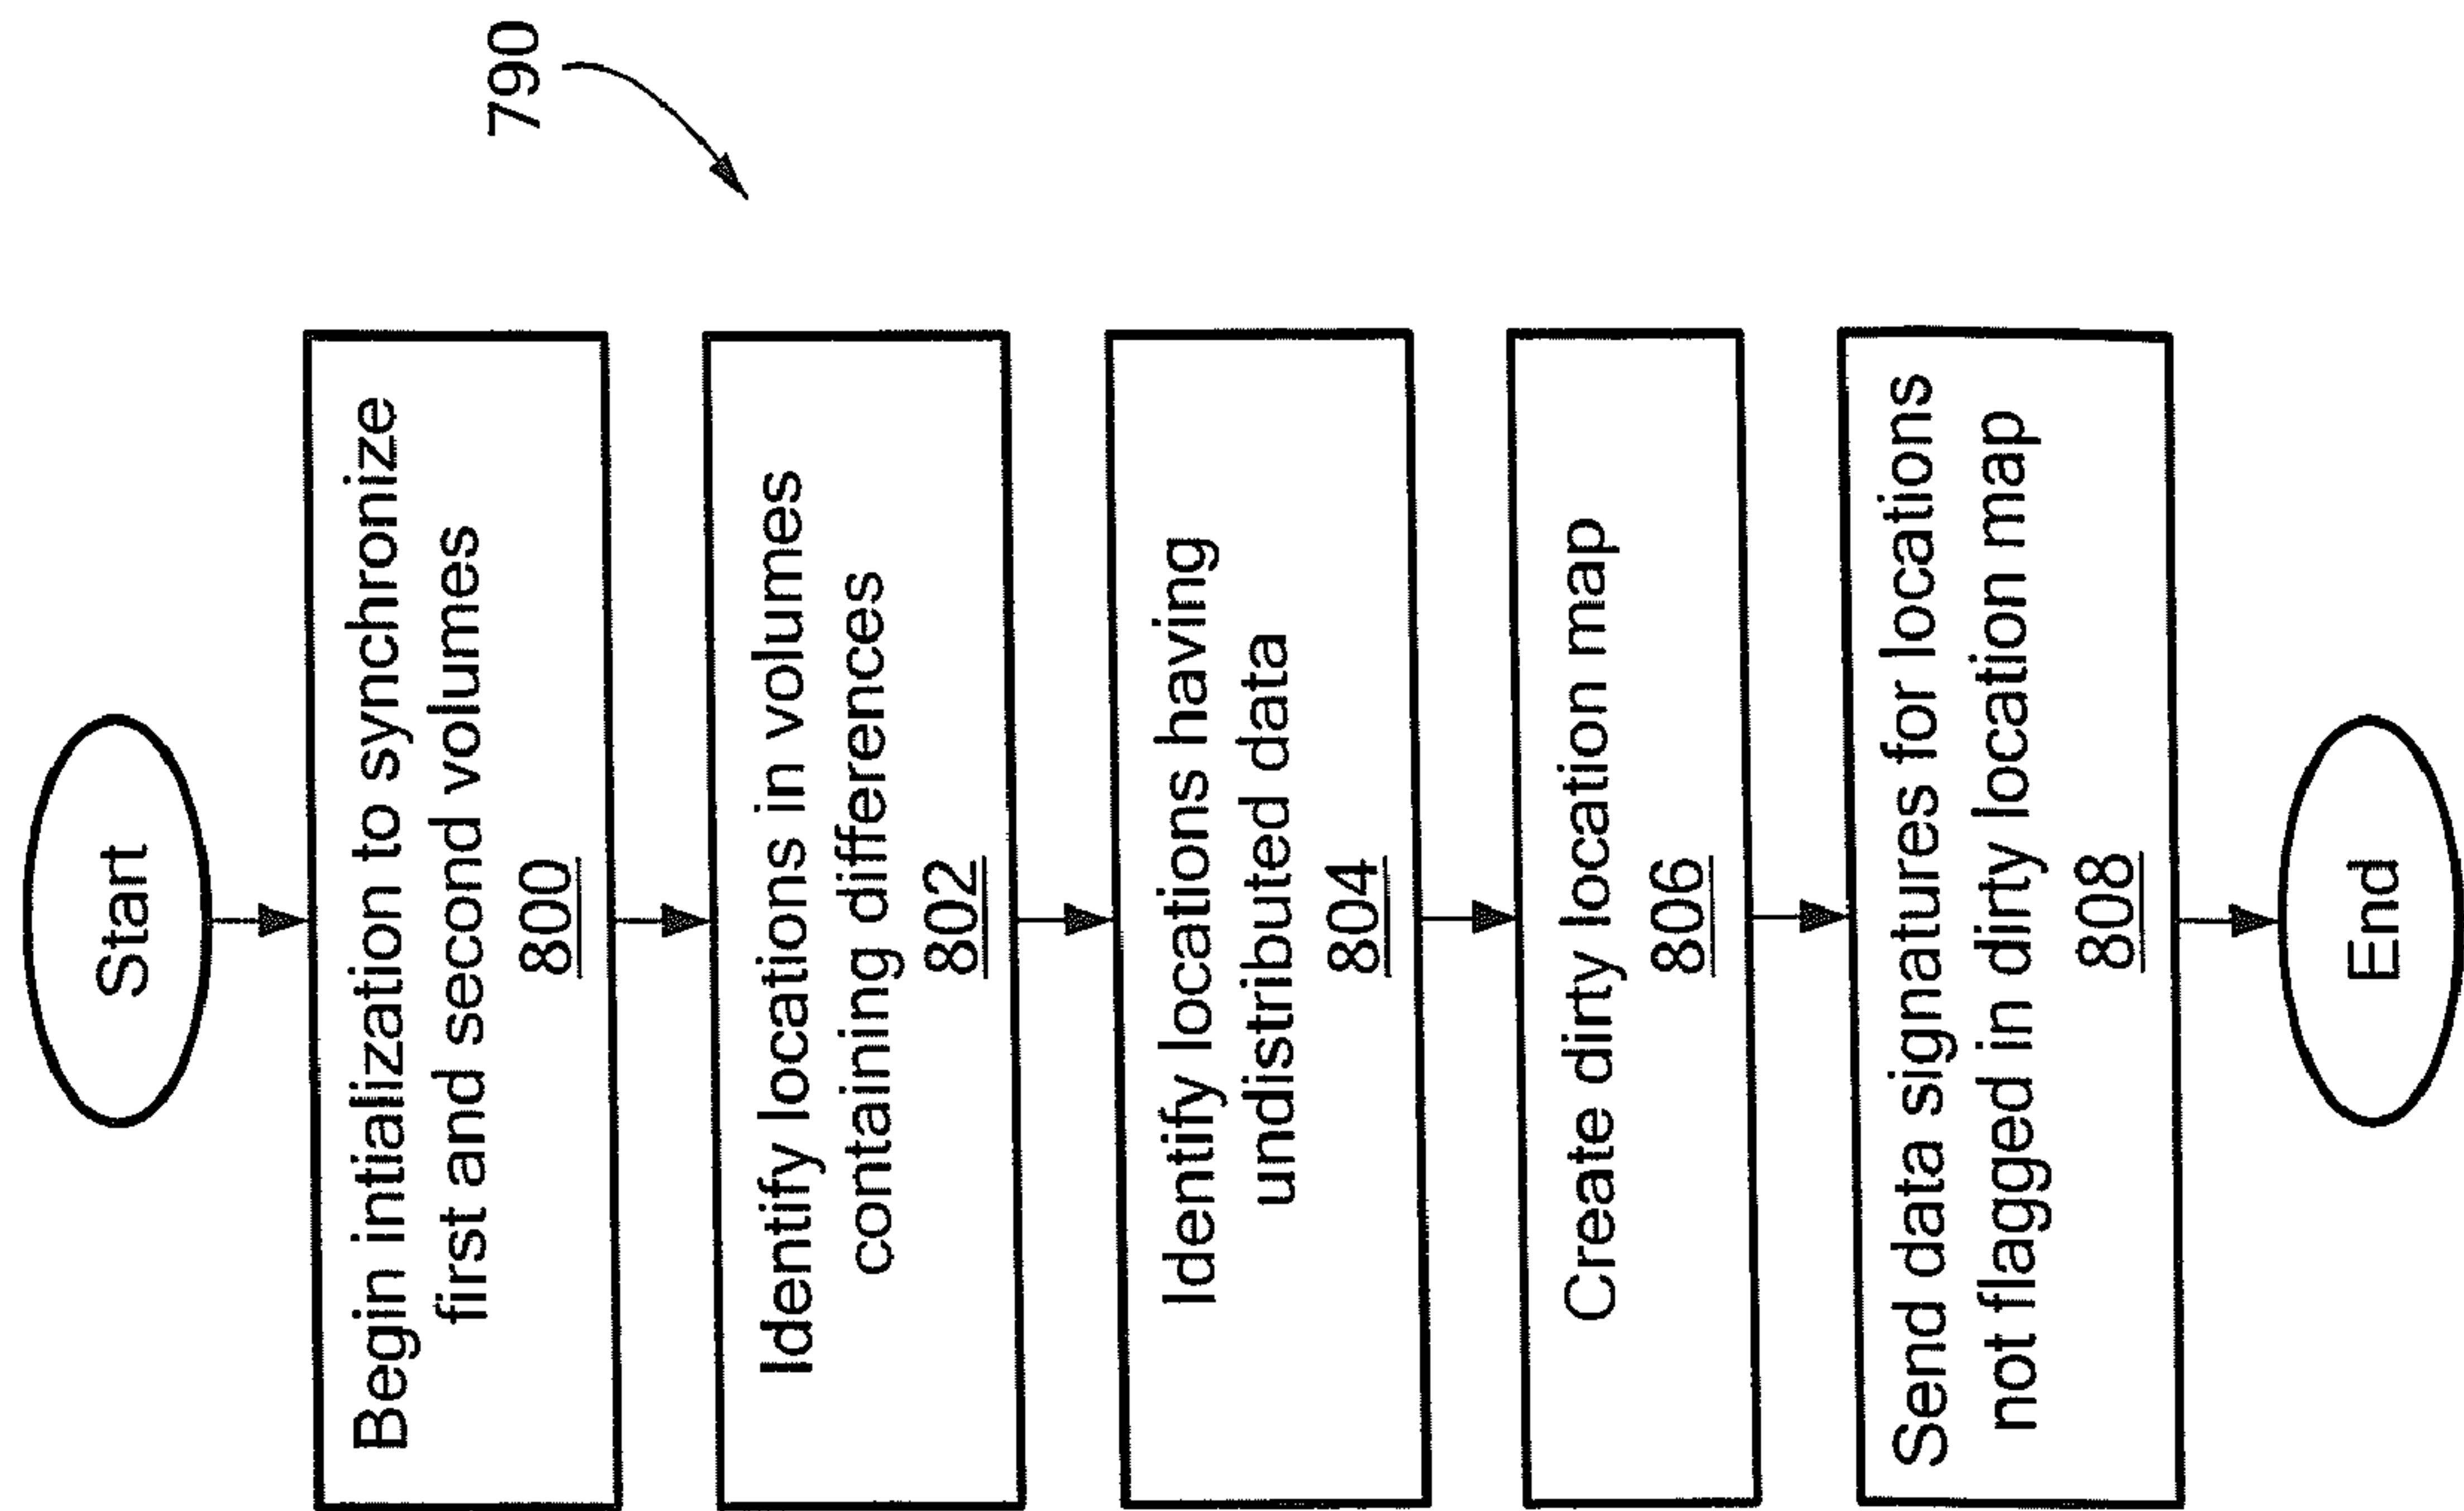 790
Start
Begin intialization to synchronize
first and second volumes
800
Identify locations in volumes
containing differences
802
Identify locations having
undistributed data
804
Create dirty location map
806
Send data signatures for locations
not flagged in dirty location map
808
End